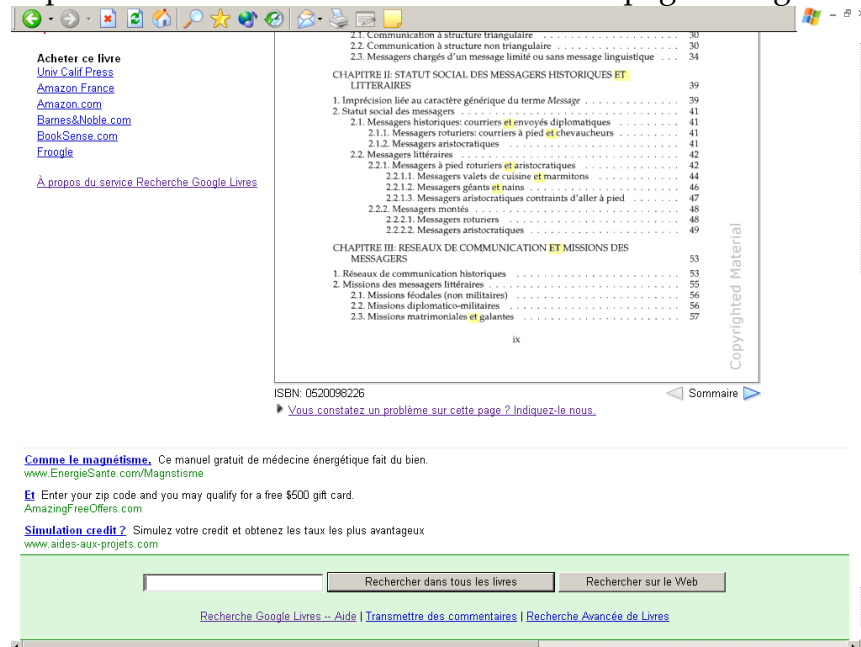 Acheter ce livre
Univ Calif Press
Amazon France
Amazon.com
Barnes&Noble.com
BookSense.com
Froogle
À propos du service Recherche Google Livres
2.1. Communication à structure triangulaire . . . . . . . . . . . . . . . . . . . . 30
2.2. Communication à structure non triangulaire . . . . . . . . . . . . . . . . . 30
2.3. Messages chargés d'un message limité ou sans message linguistique . . . 34
CHAPITRE II: STATUT SOCIAL DES MESSAGERS HISTORIQUES ET
LITTERAIRES 39
1. Imprécision liée au caractère générique du terme Message . . . . . . . . . . . . . 39
2. Statut social des messagers . . . . . . . . . . . . . . . . . . . . . . . . . . 41
2.1. Messagers historiques: courriers et envoyés diplomatiques . . . . . . . 41
2.1.1. Messagers roturiers: courriers à pied et chevaucheurs . . . . . . . 41
2.1.2. Messagers aristocratiques . . . . . . . . . . . . . . . . . . . . . 41
2.2. Messagers littéraires . . . . . . . . . . . . . . . . . . . . . . . . . . 42
2.2.1. Messagers à pied roturiers et aristocratiques . . . . . . . . . . . 42
2.2.1.1. Messagers valets de cuisine et marmitons . . . . . . . . . . 44
2.2.1.2. Messagers géants et nains . . . . . . . . . . . . . . . . . . 46
2.2.1.3. Messagers aristocratiques contraints d'aller à pied . . . . . . . 47
2.2.2. Messagers montés . . . . . . . . . . . . . . . . . . . . . . . . 48
2.2.2.1. Messagers roturiers . . . . . . . . . . . . . . . . . . . . . 48
2.2.2.2. Messagers aristocratiques . . . . . . . . . . . . . . . . . . 49
CHAPITRE III: RESEAUX DE COMMUNICATION ET MISSIONS DES
MESSAGERS 53
1. Réseaux de communication historiques . . . . . . . . . . . . . . . . . . . . 53
2. Missions des messagers littéraires . . . . . . . . . . . . . . . . . . . . . . . 55
2.1. Missions féodales (non militaires) . . . . . . . . . . . . . . . . . . . . 56
2.2. Missions diplomatico-militaires . . . . . . . . . . . . . . . . . . . . . 56
2.3. Missions matrimoniales et galantes . . . . . . . . . . . . . . . . . . . 57
ix
Copyrighted Material
ISBN: 0520098226
Sommaire
Vous constatez un problème sur cette page ? Indiquez-le nous.
Comme le magnétisme. Ce manuel gratuit de médecine énergétique fait du bien.
www.EnergieSante.com/Magnstisme
Et Enter your zip code and you may qualify for a free $500 gift card.
AmazingFreeOffers.com
Simulation credit ? Simulez votre credit et obtenez les taux les plus avantageux
www.aides-aux-projets.com
Rechercher dans tous les livres Rechercher sur le Web
Recherche Google Livres -- Aide | Transmettre des commentaires | Recherche Avancée de Livres